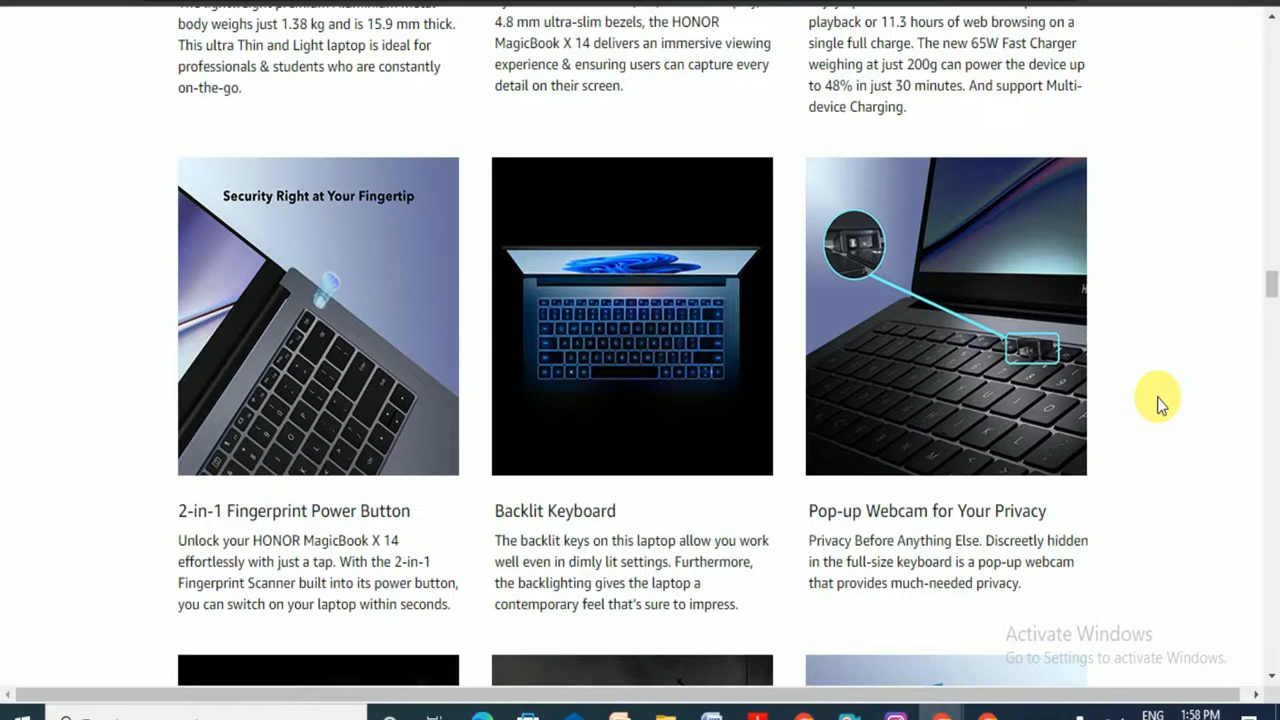 body weighs just 1.38 kg and is 15.9 mm thick.
This ultra Thin and Light laptop is ideal for
professionals & students who are constantly
on-the-go.
4.8 mm ultra-slim bezels, the HONOR
MagicBook X 14 delivers an immersive viewing
experience & ensuring users can capture every
detail on their screen.
playback or 11.3 hours of web browsing on a
single full charge. The new 65W Fast Charger
weighing at just 200g can power the device up
to 48% in just 30 minutes. And support Multi-
device Charging.
Security Right at Your Fingertip
2-in-1 Fingerprint Power Button
Unlock your HONOR MagicBook X 14
effortlessly with just a tap. With the 2-in-1
Fingerprint Scanner built into its power button,
you can switch on your laptop within seconds.
Backlit Keyboard
The backlit keys on this laptop allow you work
well even in dimly lit settings. Furthermore,
the backlighting gives the laptop a
contemporary feel that's sure to impress.
Pop-up Webcam for Your Privacy
Privacy Before Anything Else. Discreetly hidden
in the full-size keyboard is a pop-up webcam
that provides much-needed privacy.
Activate Windows
Go to Settings to activate Windows.
ENG
1:58 PM